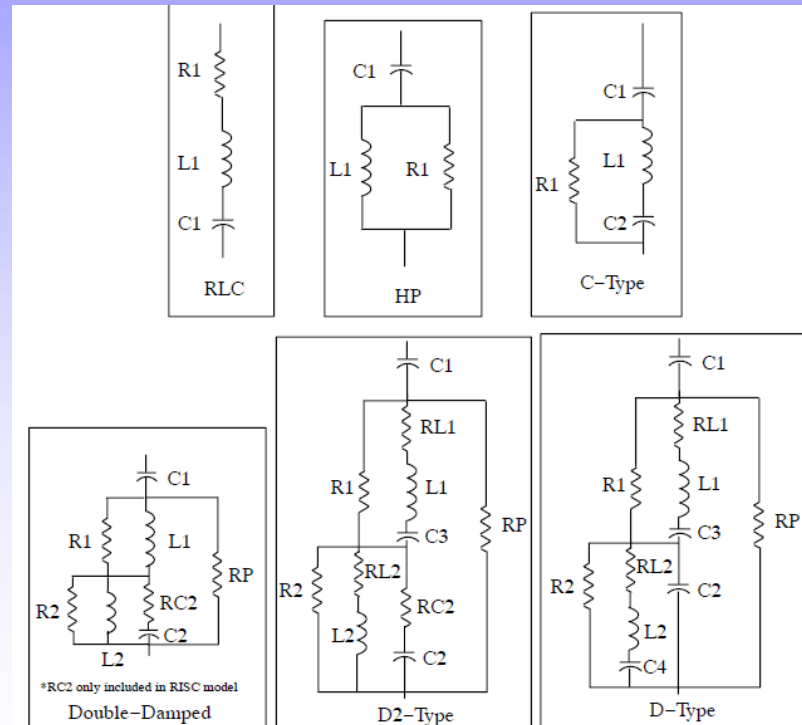 R1
L1
C1
RLC
C1
L1
R1
HP
C1
R1
L1
C2
C-Type
C1
R1
L1
RP
R2
RC2
C2
L2
*RC2 only included in RISC model
Double-Damped
C1
RL1
R1
L1
RP
C3
RL2
R2
RC2
L2
C2
D2-Type
C1
RL1
R1
L1
RP
C3
RL2
R2
C2
L2
C4
D-Type